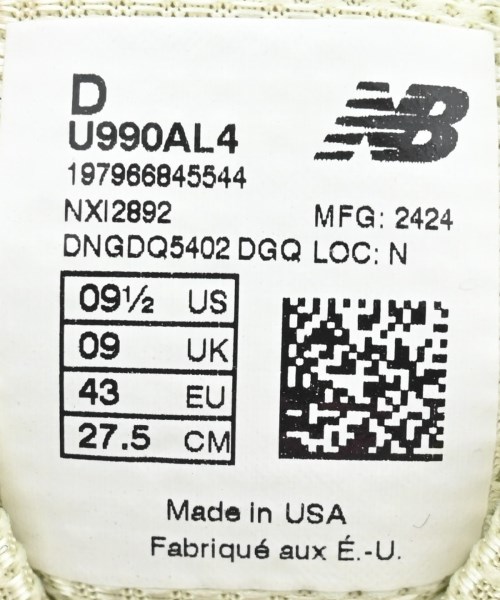 D
NB
U990AL4
197966845544
NXI2892 MFG: 2424
DNGDQ5402 DGQ LOC: N
09½ US
09 UK
43 EU
27.5 CM
Made in USA
Fabriqué aux É.-U.